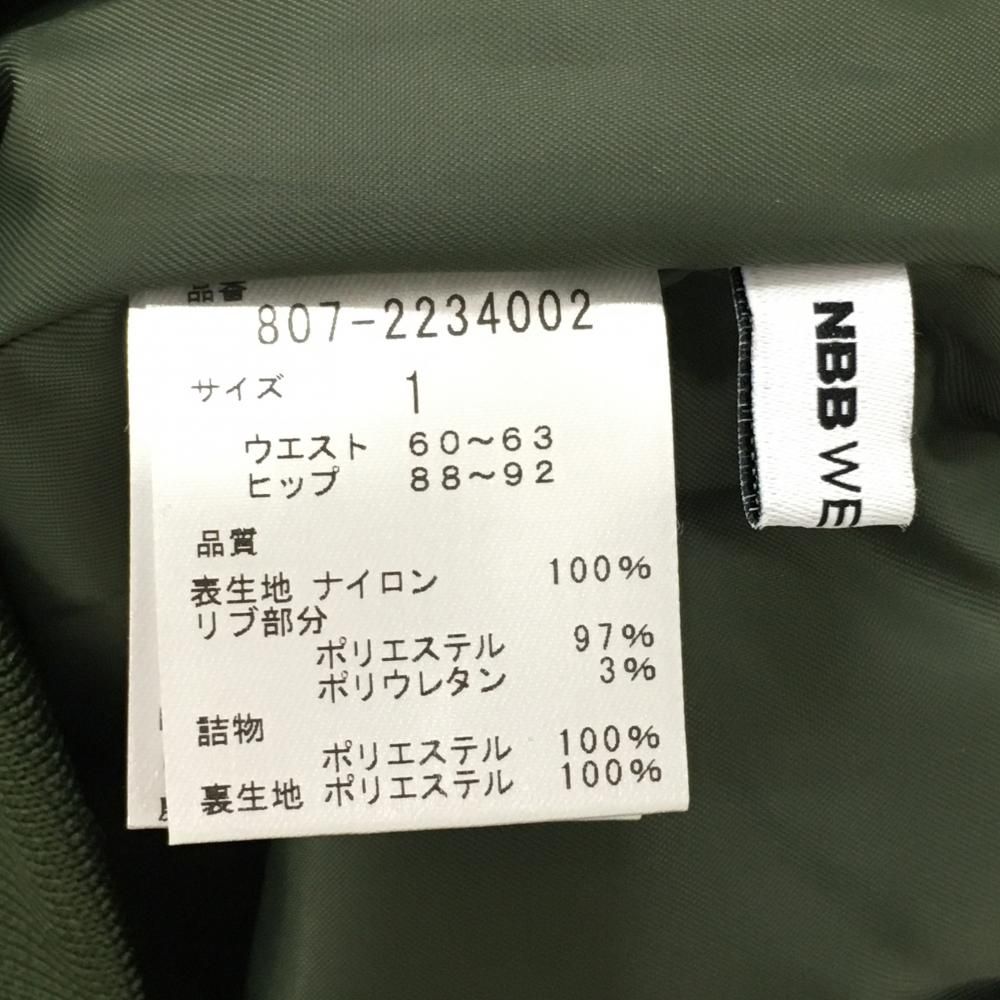 品番
807-2234002
サイズ 1
ウエスト 60～63
ヒップ 88～92
品質
表生地 ナイロン 100%
リブ部分
ポリエステル 97%
ポリウレタン 3%
詰物
ポリエステル 100%
裏生地 ポリエステル 100%
NBB WE